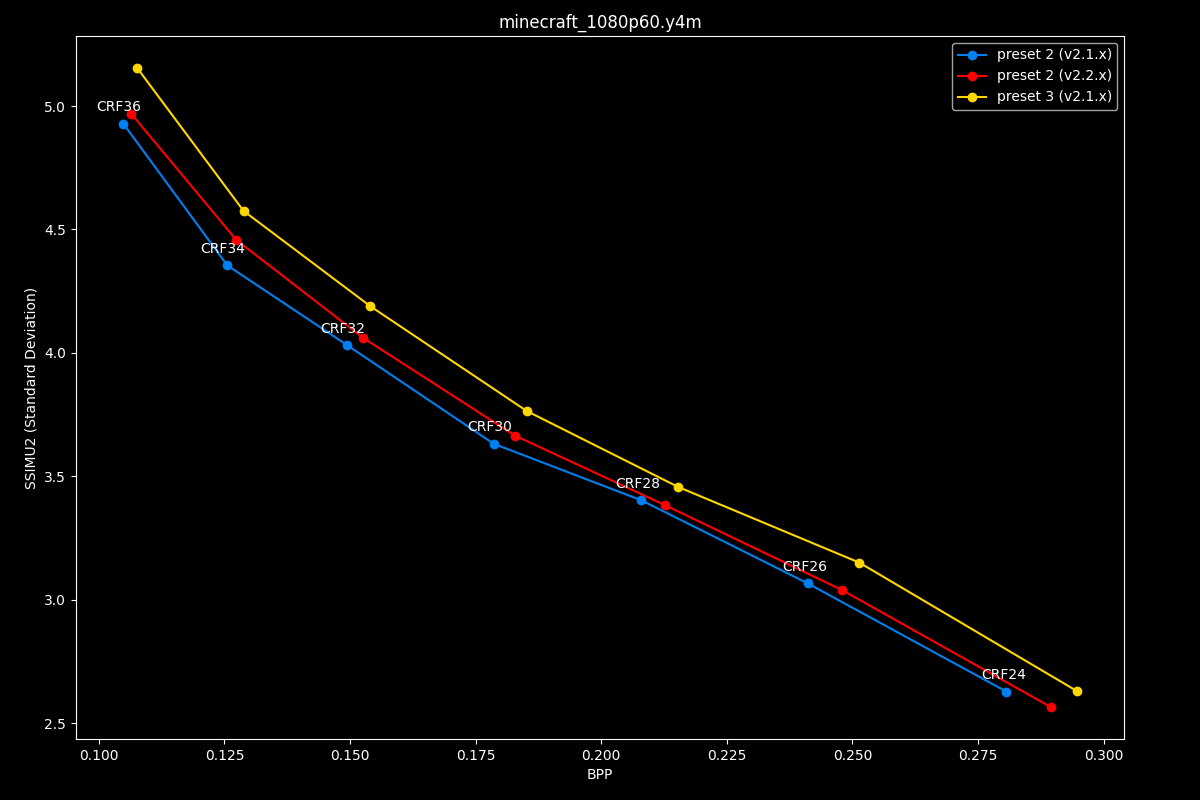 minecraft_1080p60.y4m
preset 2 (v2.1.x)
preset 2 (v2.2.x)
preset 3 (v2.1.x)
SSIMU2 (Standard Deviation)
5.0
4.5
4.0
3.5
3.0
2.5
CRF36
CRF34
CRF32
CRF30
CRF28
CRF26
CRF24
0.100
0.125
0.150
0.175
0.200
0.225
0.250
0.275
0.300
BPP